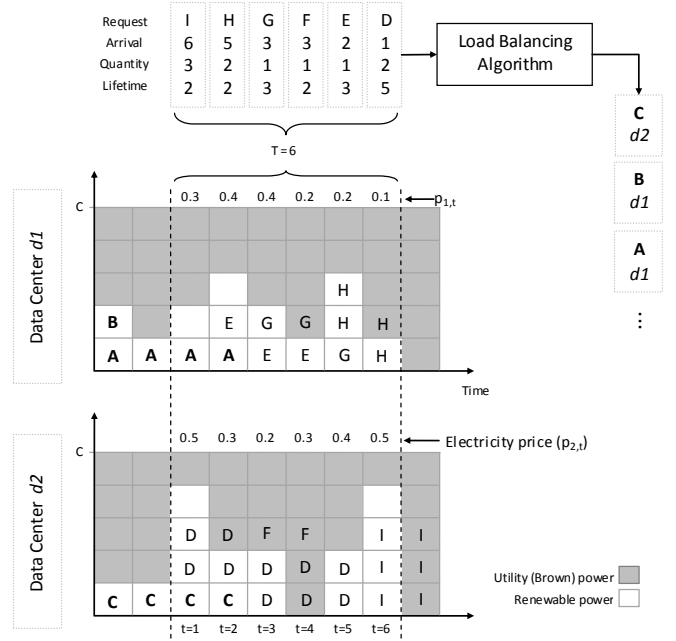 Request I H G F E D
Arrival 6 5 3 3 2 1
Quantity 3 2 1 1 1 2
Lifetime 2 2 3 2 3 5
Load Balancing
Algorithm
C
d2
B
d1
A
d1
⋮
T = 6
0.3 0.4 0.4 0.2 0.2 0.1 p1,t
C
Data Center d1
H
B E G G H H
A A A A E E G H
Time
0.5 0.3 0.2 0.3 0.4 0.5 Electricity price (p2,t)
C
Data Center d2
D D F F I I
D D D D D I I
C C C C D D D I I
t=1 t=2 t=3 t=4 t=5 t=6
Utility (Brown) power
Renewable power